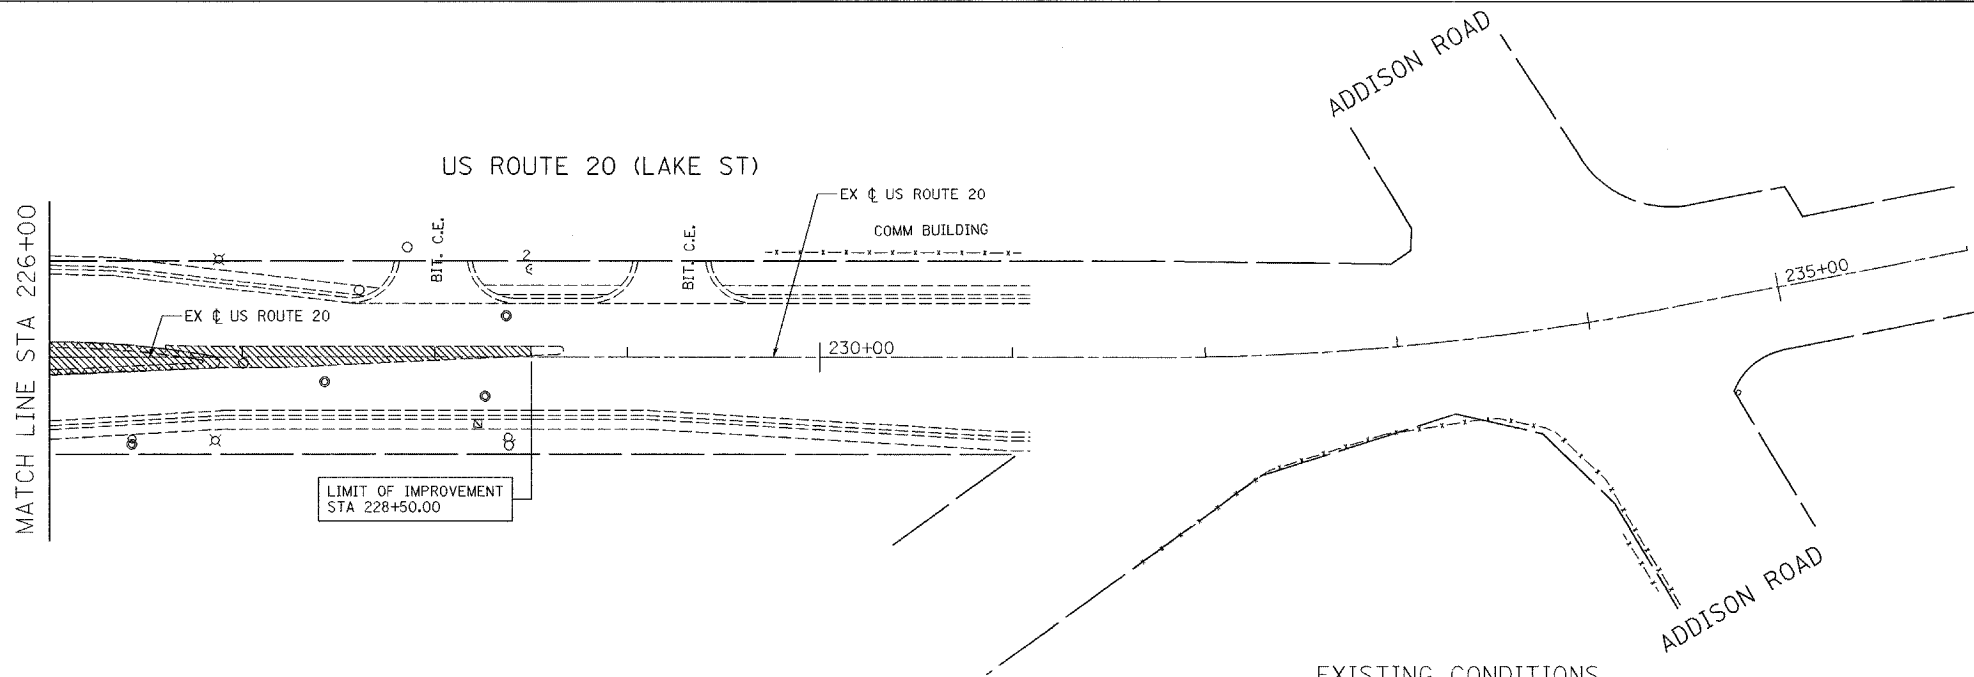 ADDISON ROAD
US ROUTE 20 (LAKE ST)
EX ℄ US ROUTE 20
COMM BUILDING
MATCH LINE STA 226+00
BIT. C.E.
2
BIT. C.E.
235+00
EX ℄ US ROUTE 20
230+00
LIMIT OF IMPROVEMENT
STA 228+50.00
ADDISON ROAD
EXISTING CONDITIONS